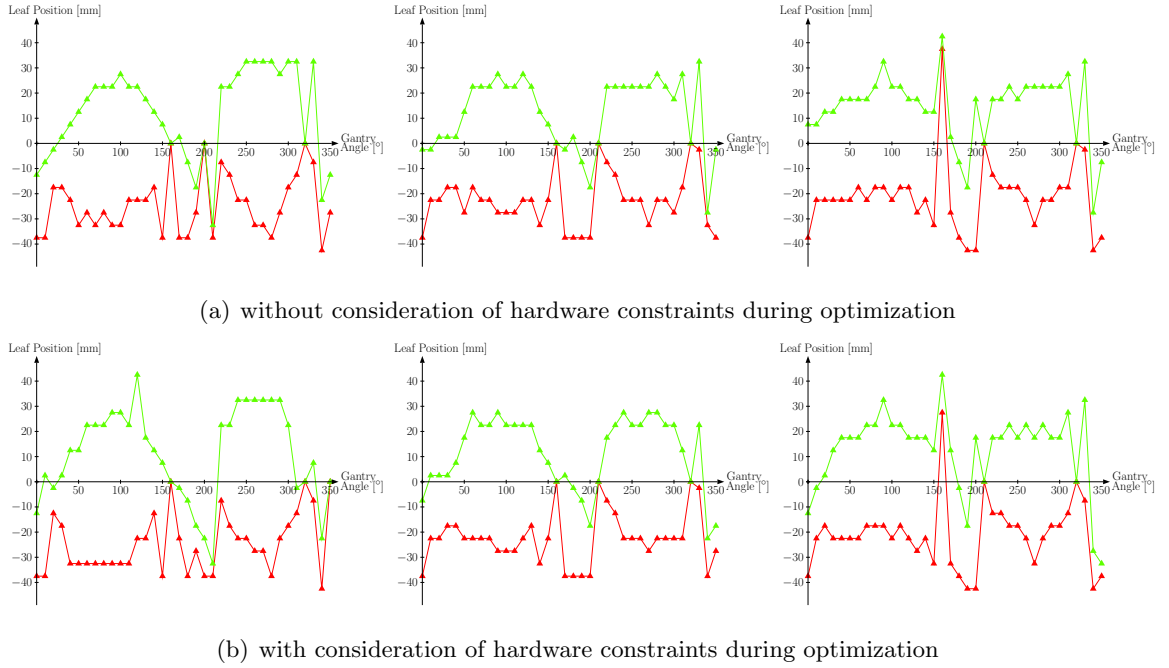 Leaf Position [mm] Leaf Position [mm] Leaf Position [mm]
40 40 40
30 30 30
20 20 20
10 10 10
0 0 0
−10 −10 −10
−20 −20 −20
−30 −30 −30
−40 −40 −40
50 100 150 200 250 300 350 50 100 150 200 250 300 350 50 100 150 200 250 300 350
Gantry Gantry Gantry
Angle [°] Angle [°] Angle [°]
(a) without consideration of hardware constraints during optimization
Leaf Position [mm] Leaf Position [mm] Leaf Position [mm]
40 40 40
30 30 30
20 20 20
10 10 10
0 0 0
−10 −10 −10
−20 −20 −20
−30 −30 −30
−40 −40 −40
50 100 150 200 250 300 350 50 100 150 200 250 300 350 50 100 150 200 250 300 350
Gantry Gantry Gantry
Angle [°] Angle [°] Angle [°]
(b) with consideration of hardware constraints during optimization